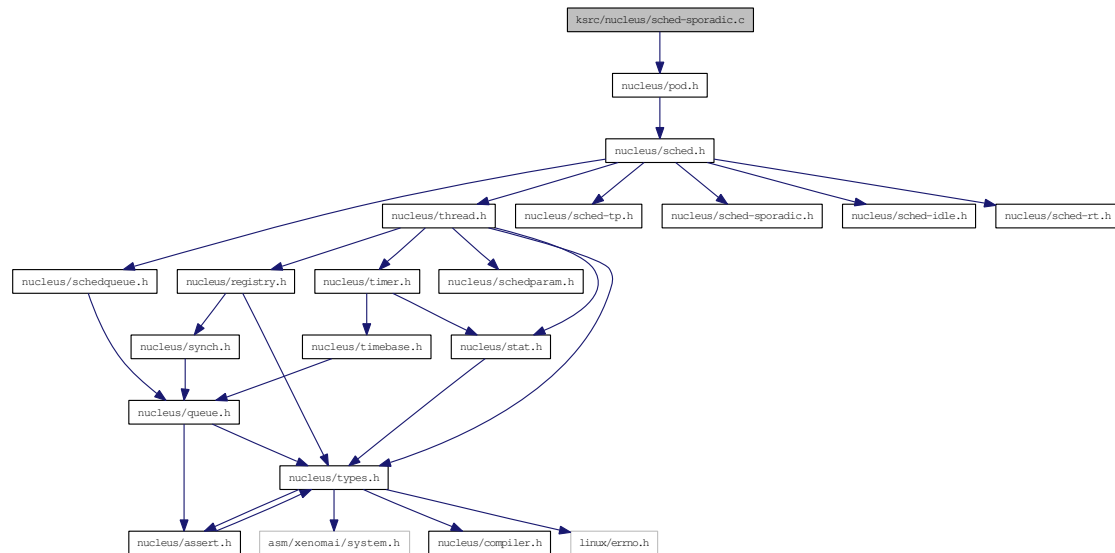 ksrc/nucleus/sched-sporadic.c
nucleus/pod.h
nucleus/sched.h
nucleus/thread.h
nucleus/sched-tp.h
nucleus/sched-sporadic.h
nucleus/sched-idle.h
nucleus/sched-rt.h
nucleus/schedqueue.h
nucleus/registry.h
nucleus/timer.h
nucleus/schedparam.h
nucleus/synch.h
nucleus/timebase.h
nucleus/stat.h
nucleus/queue.h
nucleus/types.h
nucleus/assert.h
asm/xenomai/system.h
nucleus/compiler.h
linux/errno.h